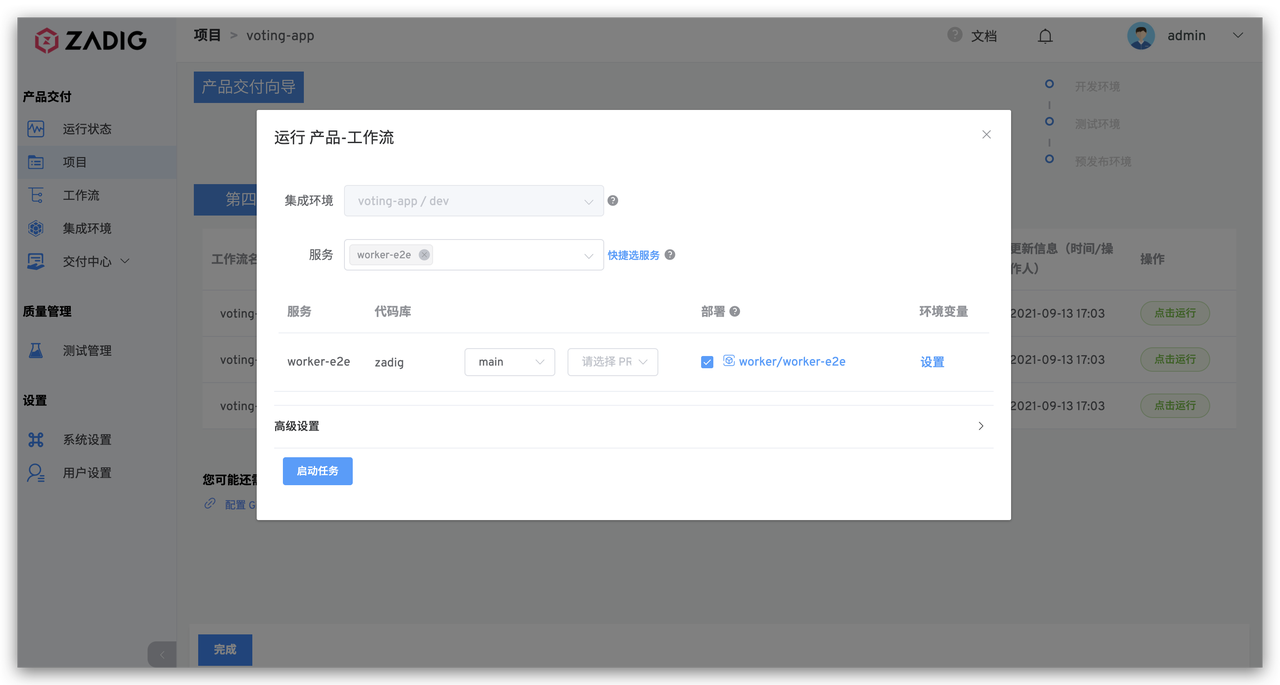 ZADIG
项目 > voting-app
文档
admin
产品交付
运行状态
项目
工作流
集成环境
交付中心
质量管理
测试管理
设置
系统设置
用户设置
产品交付向导
开发环境
测试环境
预发布环境
第四
工作流名
更新信息（时间/操
作人）
操作
voting-
2021-09-13 17:03
点击运行
voting-
2021-09-13 17:03
点击运行
voting-
2021-09-13 17:03
点击运行
您可能还需
配置 G
完成
运行 产品-工作流
集成环境
voting-app / dev
服务
worker-e2e
快捷选服务
服务
代码库
部署
环境变量
worker-e2e
zadig
main
请选择 PR
worker/worker-e2e
设置
高级设置
启动任务